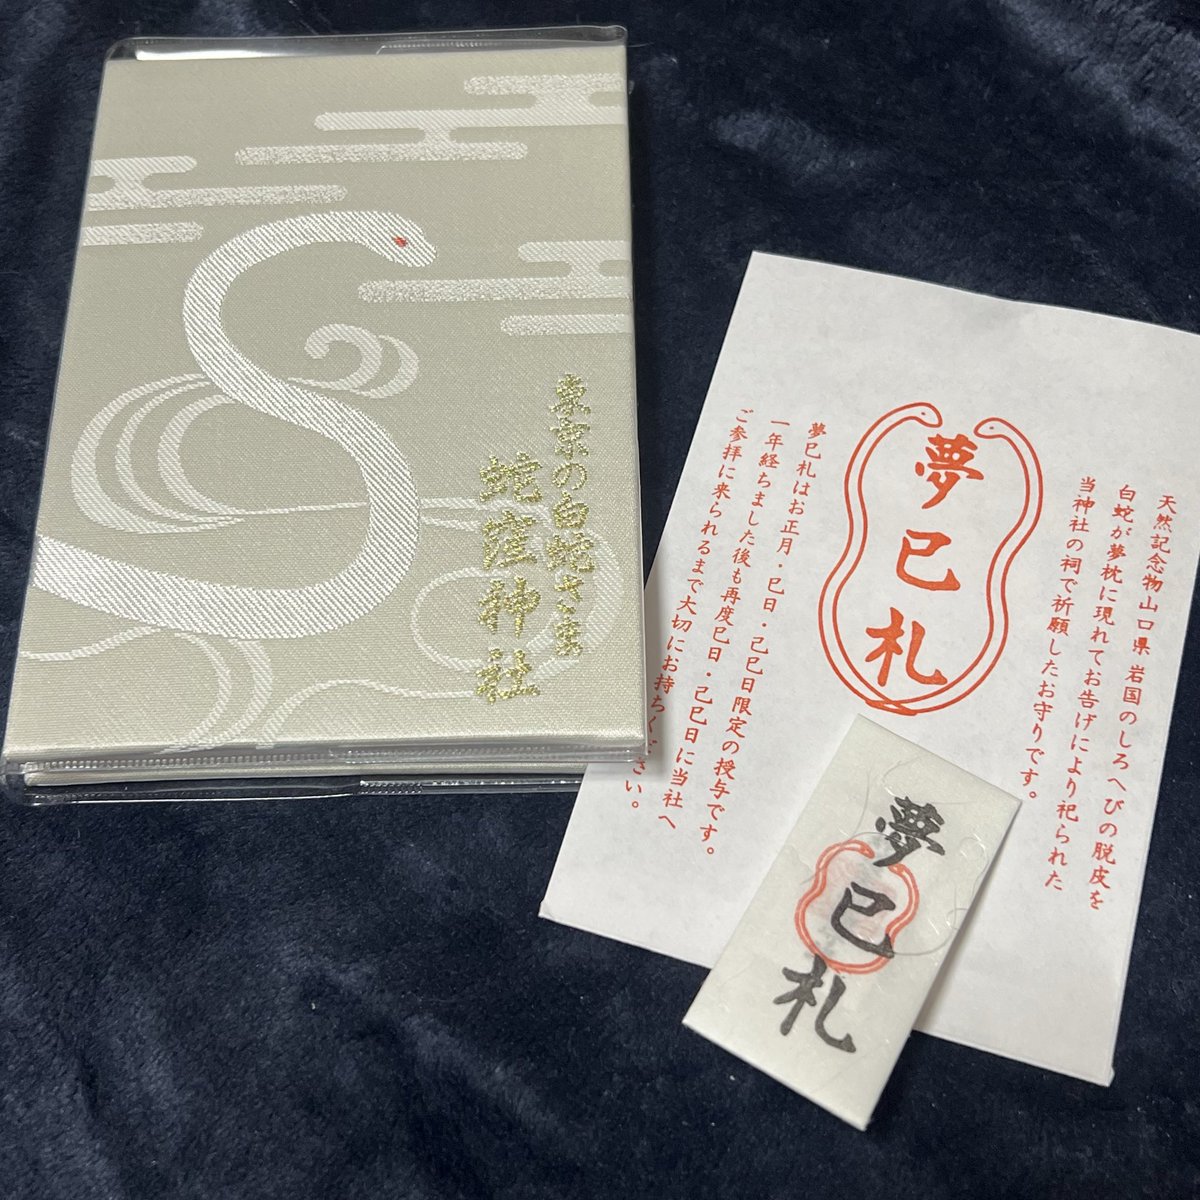 東京の白蛇さま
蛇窪神社
天然記念物山口県 岩国のしろへびの脱皮を
白蛇が夢枕に現れてお告げにより祀られた
当神社の祠で祈願したお守りです。
夢巳札
夢巳札はお正月・巳日・己巳日限定の授与です。
一年経ちました後も再度巳日・己巳日に当社へ
ご参拝に来られるまで大切にお持ちください。
夢巳札